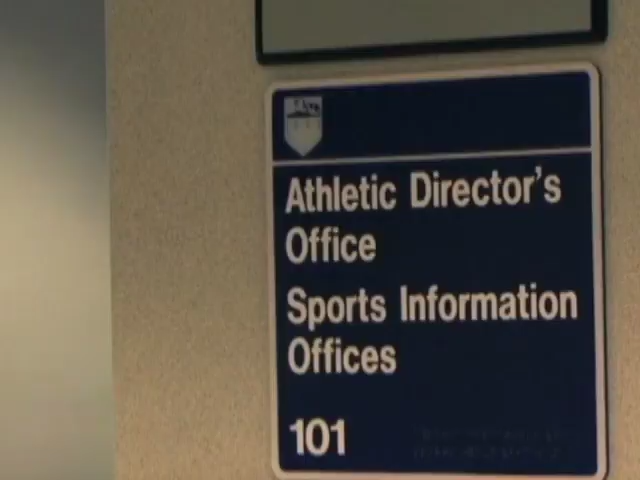 Athletic Director's
Office
Sports Information
Offices
101